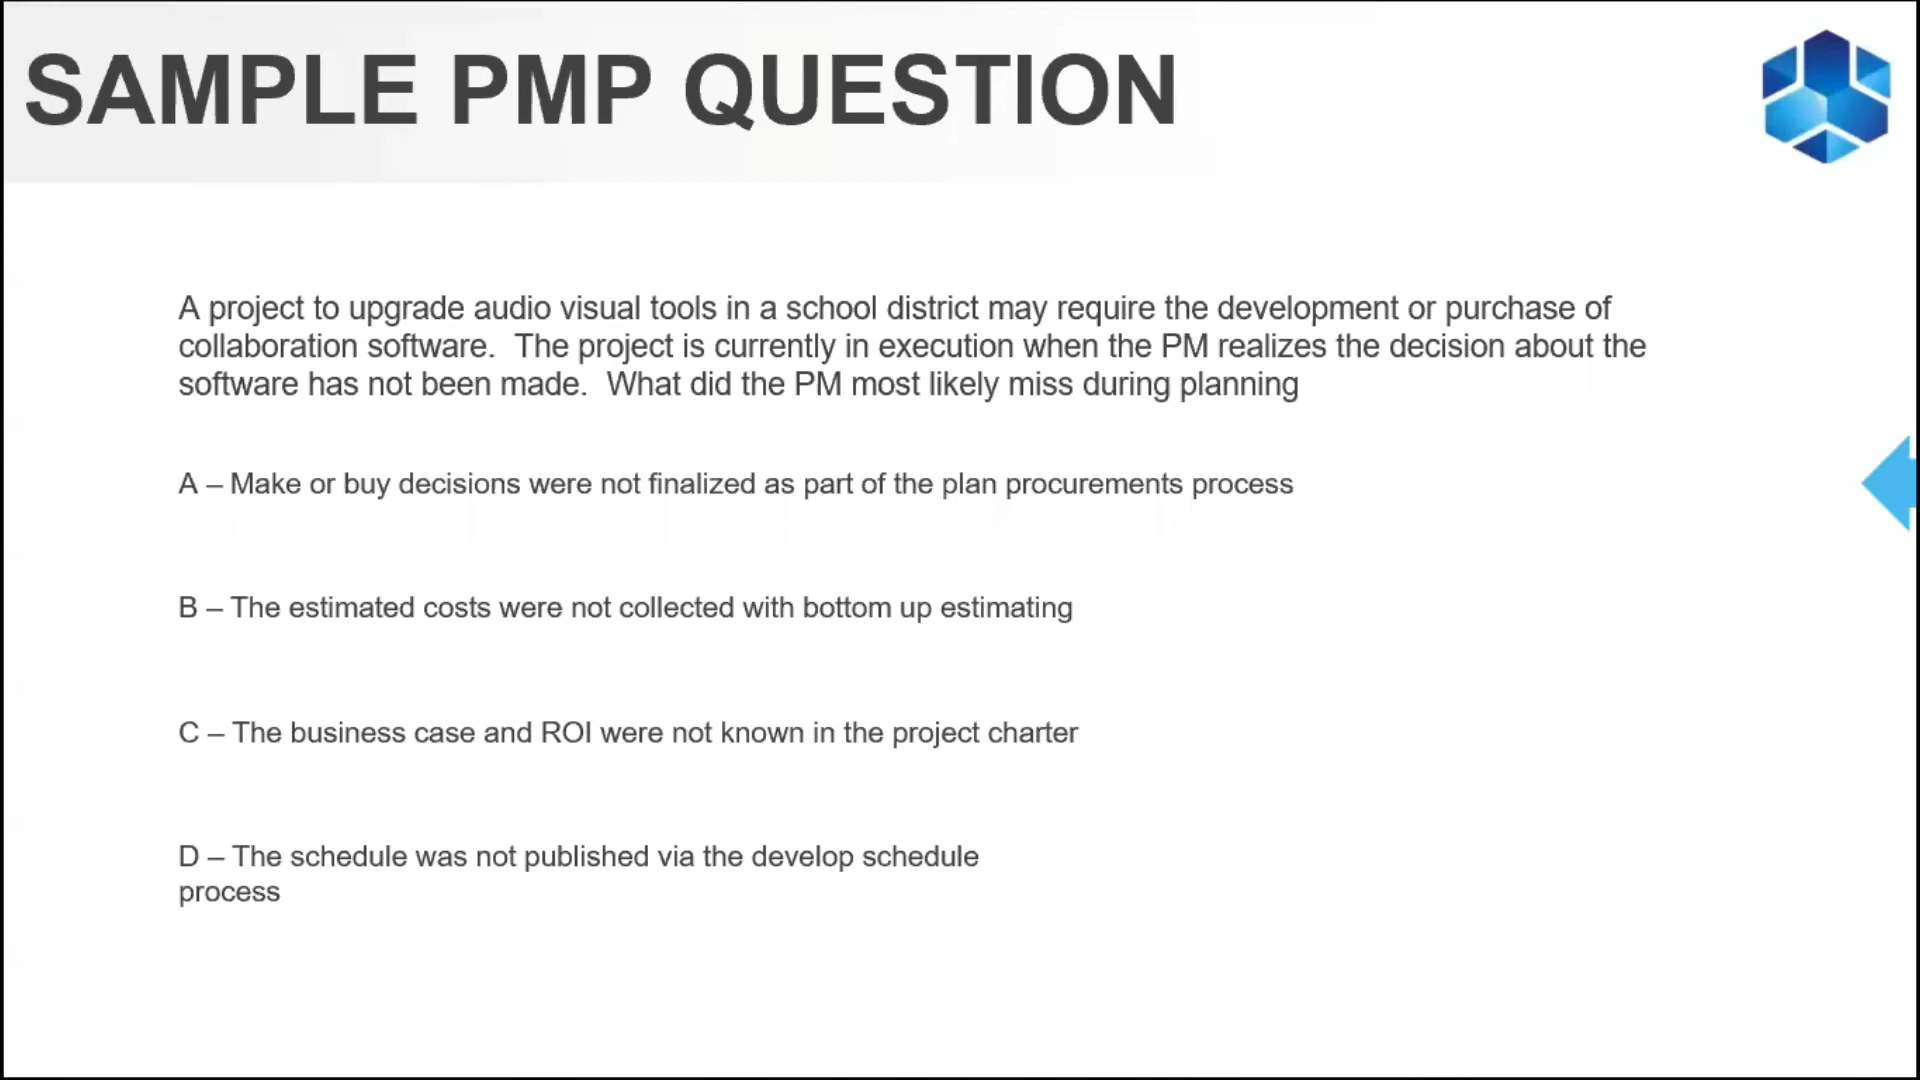 SAMPLE PMP QUESTION
A project to upgrade audio visual tools in a school district may require the development or purchase of
collaboration software.  The project is currently in execution when the PM realizes the decision about the
software has not been made.  What did the PM most likely miss during planning
A – Make or buy decisions were not finalized as part of the plan procurements process
B – The estimated costs were not collected with bottom up estimating
C – The business case and ROI were not known in the project charter
D – The schedule was not published via the develop schedule
process